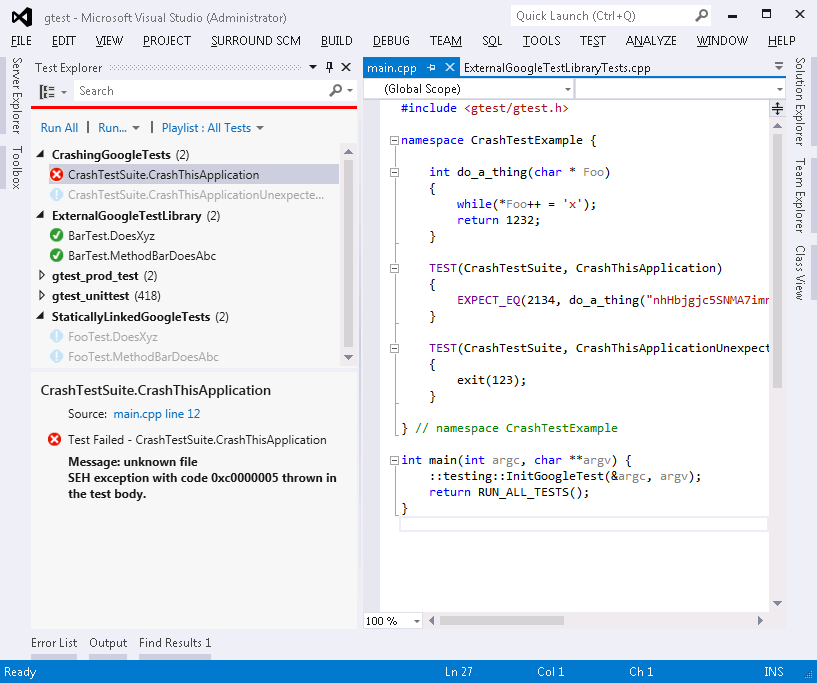 gtest - Microsoft Visual Studio (Administrator)
Quick Launch (Ctrl+Q)
FILE EDIT VIEW PROJECT SURROUND SCM BUILD DEBUG TEAM SQL TOOLS TEST ANALYZE WINDOW HELP
Server Explorer
Toolbox
Test Explorer
Search
Run All | Run... | Playlist : All Tests
CrashingGoogleTests (2)
CrashTestSuite.CrashThisApplication
CrashTestSuite.CrashThisApplicationUnexpecte...
ExternalGoogleTestLibrary (2)
BarTest.DoesXyz
BarTest.MethodBarDoesAbc
gtest_prod_test (2)
gtest_unittest (418)
StaticallyLinkedGoogleTests (2)
FooTest.DoesXyz
FooTest.MethodBarDoesAbc
CrashTestSuite.CrashThisApplication
Source: main.cpp line 12
Test Failed - CrashTestSuite.CrashThisApplication
Message: unknown file
SEH exception with code 0xc0000005 thrown in
the test body.
main.cpp
ExternalGoogleTestLibraryTests.cpp
(Global Scope)
#include <gtest/gtest.h>
namespace CrashTestExample {
int do_a_thing(char * Foo)
{
while(*Foo++ = 'x');
return 1232;
}
TEST(CrashTestSuite, CrashThisApplication)
{
EXPECT_EQ(2134, do_a_thing("nhHbjgjc5SNMA7imn
}
TEST(CrashTestSuite, CrashThisApplicationUnexpect
{
exit(123);
}
} // namespace CrashTestExample
int main(int argc, char **argv) {
::testing::InitGoogleTest(&argc, argv);
return RUN_ALL_TESTS();
}
100 %
Solution Explorer
Team Explorer
Class View
Error List Output Find Results 1
Ready Ln 27 Col 1 Ch 1 INS